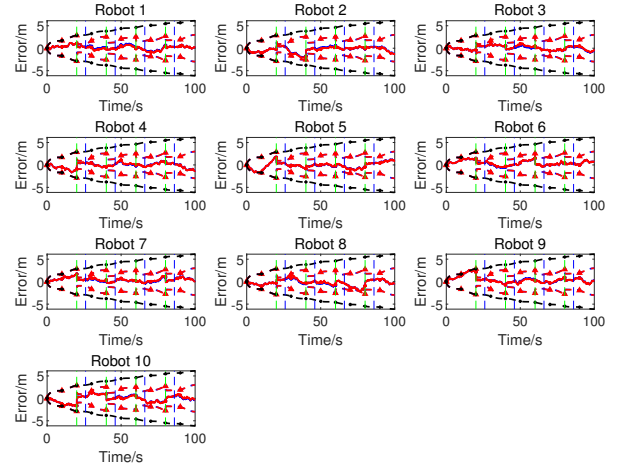 Robot 1 Robot 2 Robot 3
5 5 5
Error/m 0 Error/m 0 Error/m 0
-5 -5 -5
0 50 100 0 50 100 0 50 100
Time/s Time/s Time/s
Robot 4 Robot 5 Robot 6
5 5 5
Error/m 0 Error/m 0 Error/m 0
-5 -5 -5
0 50 100 0 50 100 0 50 100
Time/s Time/s Time/s
Robot 7 Robot 8 Robot 9
5 5 5
Error/m 0 Error/m 0 Error/m 0
-5 -5 -5
0 50 100 0 50 100 0 50 100
Time/s Time/s Time/s
Robot 10
5
Error/m 0
-5
0 50 100
Time/s